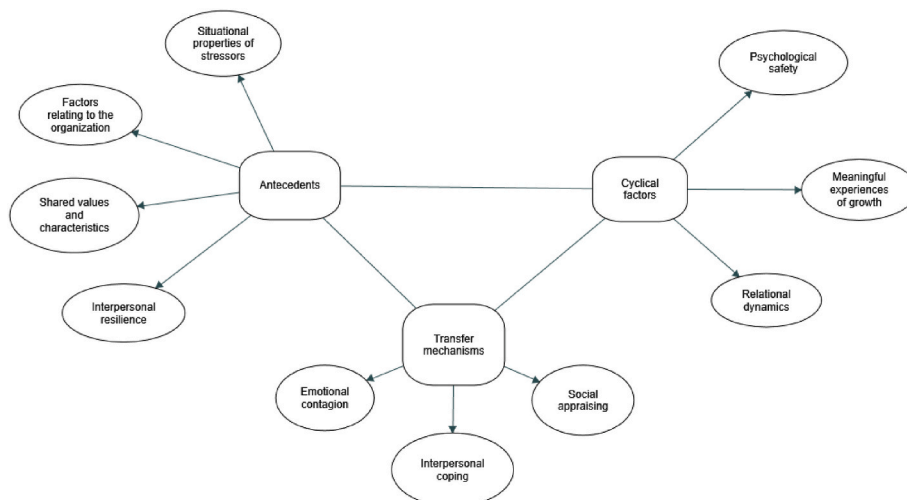 Situational
properties of
stressors
Psychological
safety
Factors
relating to the
organization
Antecedents
Cyclical
factors
Meaningful
experiences
of growth
Shared values
and
characteristics
Interpersonal
resilience
Relational
dynamics
Transfer
mechanisms
Emotional
contagion
Social
appraising
Interpersonal
coping